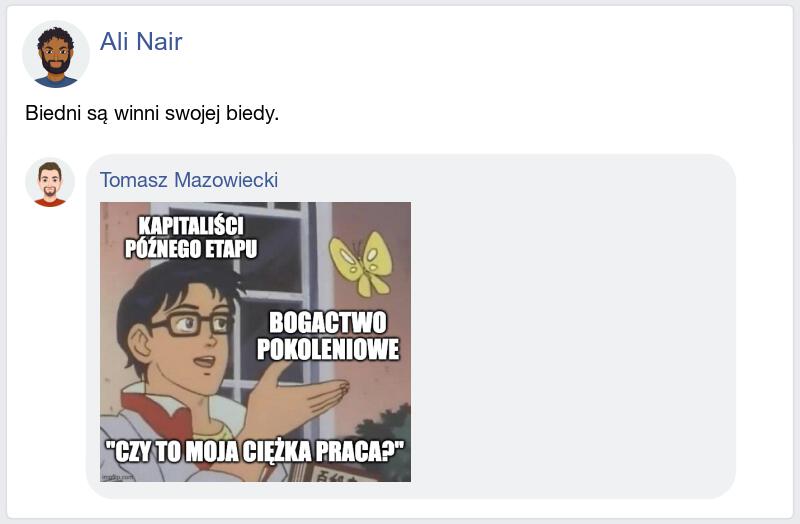 Ali Nair
Biedni są winni swojej biedy.
Tomasz Mazowiecki
KAPITALIŚCI
PÓŹNEGO ETAPU
BOGACTWO
POKOLENIOWE
"CZY TO MOJA CIĘŻKA PRACA?"
imgflip.com